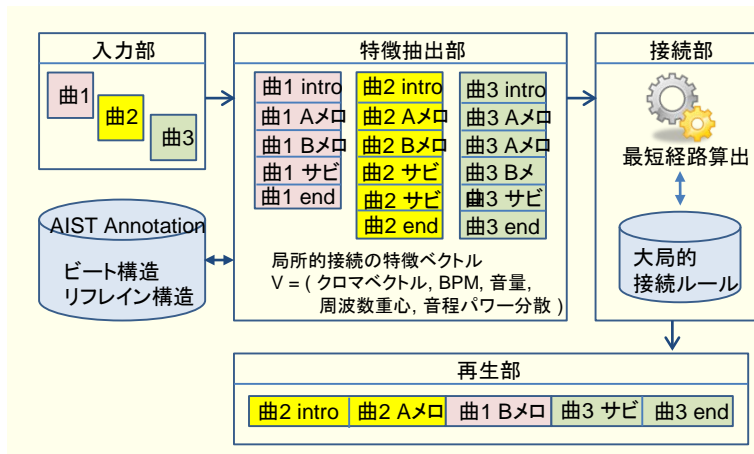 入力部
曲1
曲2
曲3
AIST Annotation
ビート構造
リフレイン構造
特徴抽出部
曲1 intro
曲1 Aメロ
曲1 Bメロ
曲1 サビ
曲1 end
曲2 intro
曲2 Aメロ
曲2 Bメロ
曲2 サビ
曲2 サビ
曲2 end
曲3 intro
曲3 Aメロ
曲3 Aメロ
曲3 Bメ
曲3 サビ
曲3 end
局所的接続の特徴ベクトル
V = ( クロマベクトル, BPM, 音量,
周波数重心, 音程パワー分散 )
接続部
最短経路算出
大局的
接続ルール
再生部
曲2 intro 曲2 Aメロ 曲1 Bメロ 曲3 サビ 曲3 end